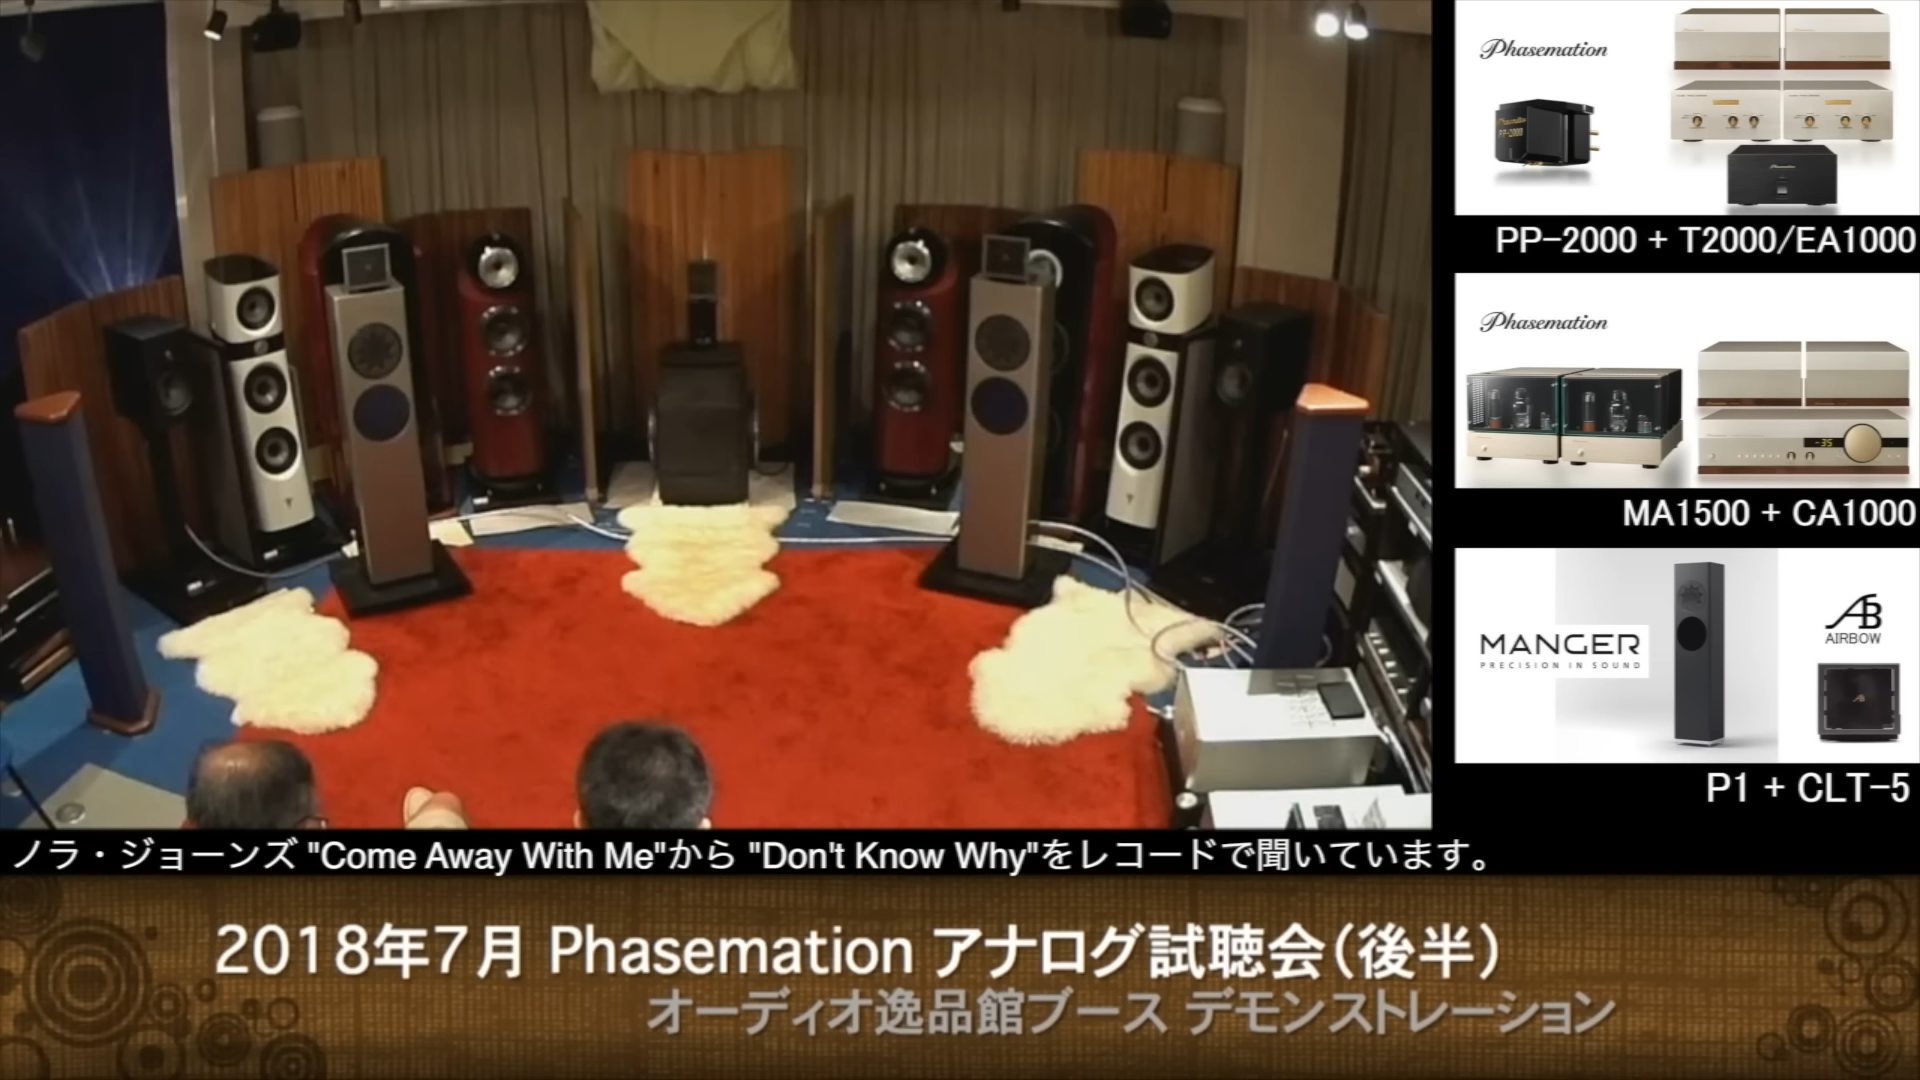 Phasemation
PP-2000
PP-2000 + T2000/EA1000
Phasemation
-35
MA1500 + CA1000
MANGER
PRECISION IN SOUND
AB
AIRBOW
P1 + CLT-5
ノラ・ジョーンズ "Come Away With Me"から "Don't Know Why"をレコードで聞いています。
2018年7月 Phasemation アナログ試聴会(後半)
オーディオ逸品館ブース デモンストレーション